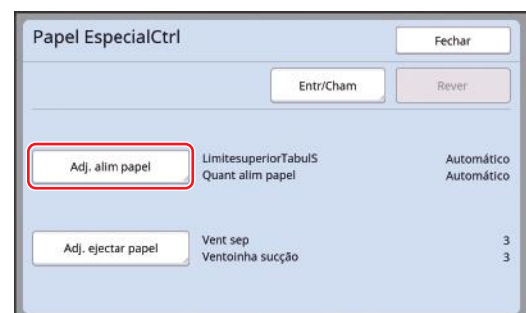 Papel EspecialCtrl
Fechar
Entr/Cham
Rever
Adj. alim papel
LimitesuperiorTabulS
Automático
Quant alim papel
Automático
Adj. ejectar papel
Vent sep
3
Ventoinha sucção
3